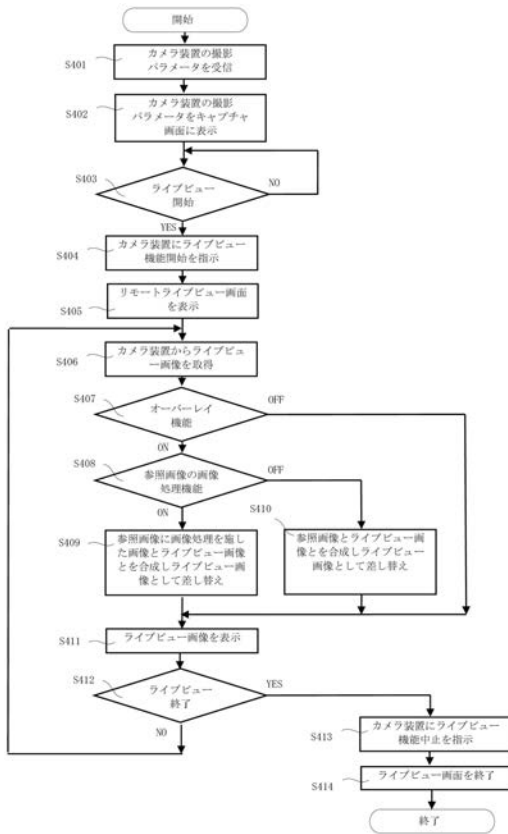 開始
S401
カメラ装置の撮影
パラメータを受信
S402
カメラ装置の撮影
パラメータをキャプチャ
画面に表示
S403
ライブビュー
開始
NO
YES
S404
カメラ装置にライブビュー
機能開始を指示
S405
リモートライブビュー画面
を表示
S406
カメラ装置からライブビュ
ー画像を取得
S407
オーバーレイ
機能
OFF
ON
S408
参照画像の画像
処理機能
OFF
ON
S409
参照画像に画像処理を施し
た画像とライブビュー画像
とを合成しライブビュー画
像として差し替え
S410
参照画像とライブビュー画
像とを合成しライブビュー
画像として差し替え
S411
ライブビュー画像を表示
S412
ライブビュー
終了
YES
NO
S413
カメラ装置にライブビュー
機能中止を指示
S414
ライブビュー画面を終了
終了